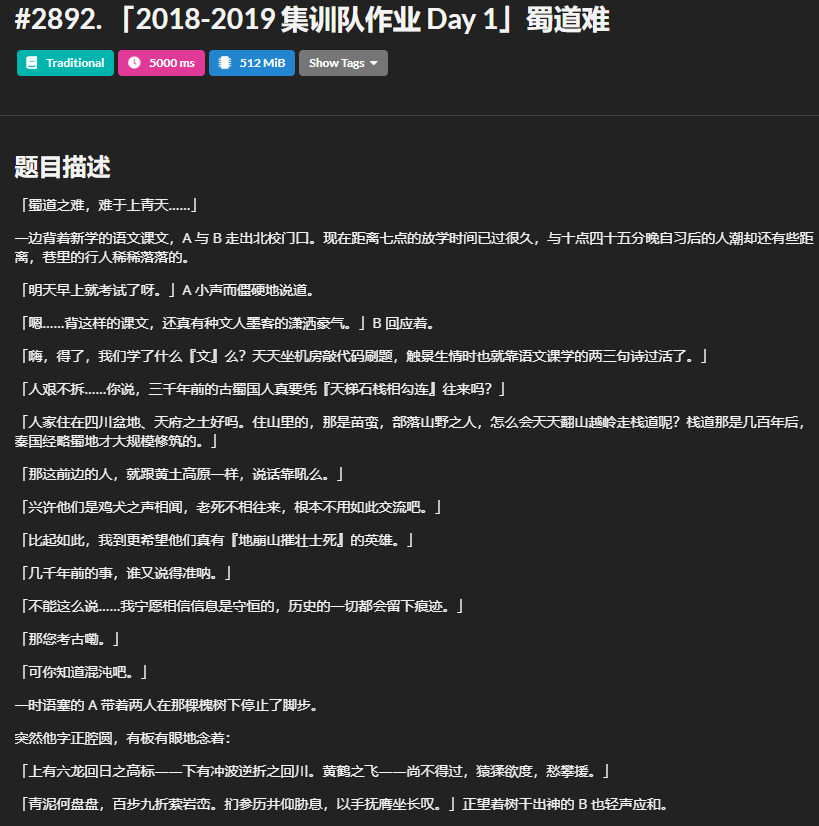 #2892. 「2018-2019 集训队作业 Day 1」蜀道难
Traditional 5000 ms 512 MiB Show Tags
题目描述
「蜀道之难，难于上青天……」
一边背着新学的语文课文，A 与 B 走出北校门口。现在距离七点的放学时间已过很久，与十点四十五分晚自习后的人潮却还有些距
离，巷里的行人稀稀落落的。
「明天早上就考试了呀。」A 小声而僵硬地说道。
「嗯……背这样的课文，还真有种文人墨客的潇洒豪气。」B 回应着。
「嗨，得了，我们学了什么『文』么？天天坐机房敲代码刷题，触景生情时也就靠语文课学的两三句诗过活了。」
「人艰不拆……你说，三千年前的古蜀国人真要凭『天梯石栈相勾连』往来吗？」
「人家住在四川盆地、天府之土好吗。住山里的，那是苗蛮，部落山野之人，怎么会天天翻山越岭走栈道呢？栈道那是几百年后，
秦国经略蜀地才大规模修筑的。」
「那这前边的人，就跟黄土高原一样，说话靠吼么。」
「兴许他们是鸡犬之声相闻，老死不相往来，根本不用如此交流吧。」
「比起如此，我到更希望他们真有『地崩山摧壮士死』的英雄。」
「几千年前的事，谁又说得准呐。」
「不能这么说……我宁愿相信信息是守恒的，历史的一切都会留下痕迹。」
「那您考古嘞。」
「可你知道混沌吧。」
一时语塞的 A 带着两人在那棵槐树下停止了脚步。
突然他字正腔圆，有板有眼地念着：
「上有六龙回日之高标——下有冲波逆折之回川。黄鹤之飞——尚不得过，猿猱欲度，愁攀援。」
「青泥何盘盘，百步九折萦岩峦。扪参历井仰胁息，以手抚膺坐长叹。」正望着树干出神的 B 也轻声应和。